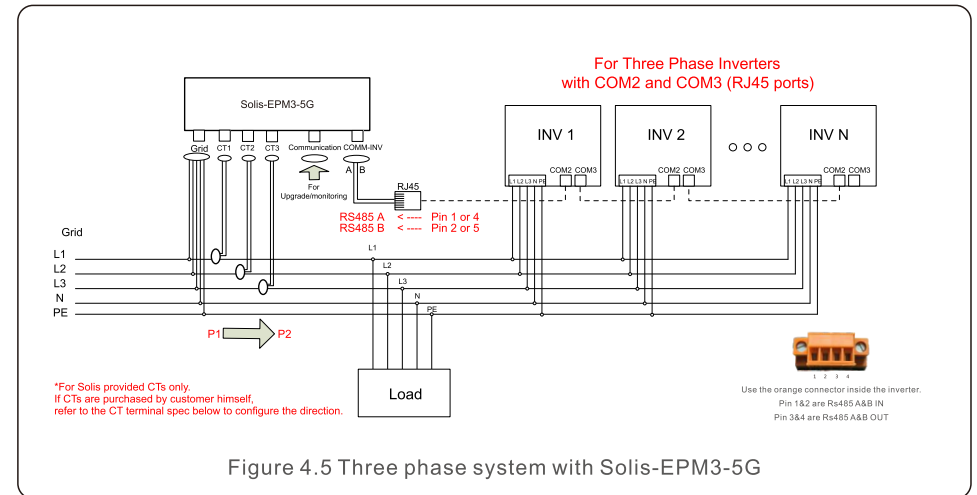 For Three Phase Inverters
with COM2 and COM3 (RJ45 ports)
Solis-EPM3-5G
Grid CT1 CT2 CT3 Communication COMM-INV
A B
For
Upgrade/monitoring
RJ45
RS485 A < ---- Pin 1 or 4
RS485 B < ---- Pin 2 or 5
INV 1
COM2 COM3
L1 L2 L3 N PE
INV 2
COM2 COM3
L1 L2 L3 N PE
INV N
COM2 COM3
L1 L2 L3 N PE
Grid
L1
L2
L3
N
PE
L1
L2
L3
N
PE
P1 P2
Load
*For Solis provided CTs only.
If CTs are purchased by customer himself,
refer to the CT terminal spec below to configure the direction.
1 2 3 4
Use the orange connector inside the inverter.
Pin 1&2 are Rs485 A&B IN
Pin 3&4 are Rs485 A&B OUT
Figure 4.5 Three phase system with Solis-EPM3-5G